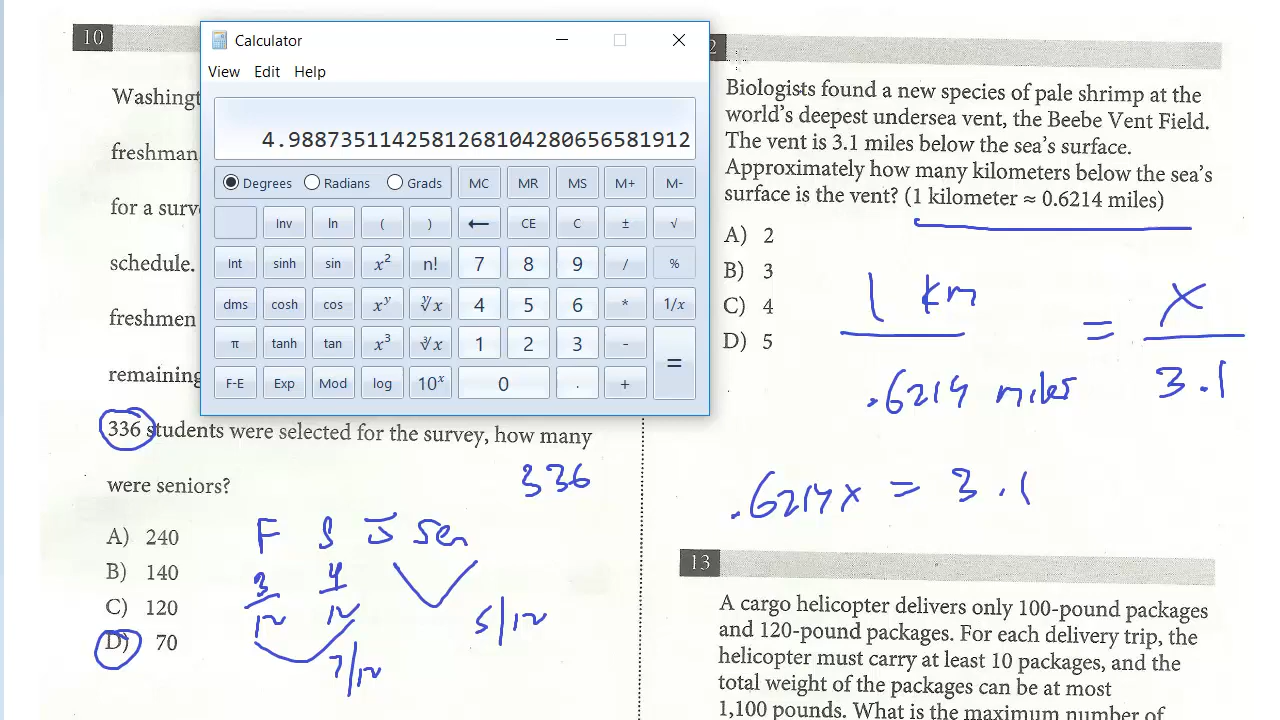 10
Calculator
View Edit Help
4.9887351142581268104280656581912
Degrees Radians Grads MC MR MS M+ M-
Inv ln ( ) ← CE C ± √
Int sinh sin x² n! 7 8 9 / %
dms cosh cos xʸ ʸ√x 4 5 6 * 1/x
π tanh tan x³ ³√x 1 2 3 - =
F-E Exp Mod log 10ˣ 0 . +
freshman
for a surv
schedule.
freshmen
remaining
336 students were selected for the survey, how many
were seniors?
336
A) 240
B) 140
C) 120
D) 70
F S J Sen
3/12 4/12
7/12
5/12
2
Biologists found a new species of pale shrimp at the
world's deepest undersea vent, the Beebe Vent Field.
The vent is 3.1 miles below the sea's surface.
Approximately how many kilometers below the sea's
surface is the vent? (1 kilometer ≈ 0.6214 miles)
A) 2
B) 3
C) 4
D) 5
1 km = x
.6214 miles 3.1
.6214x = 3.1
13
A cargo helicopter delivers only 100-pound packages
and 120-pound packages. For each delivery trip, the
helicopter must carry at least 10 packages, and the
total weight of the packages can be at most
1,100 pounds. What is the maximum number of